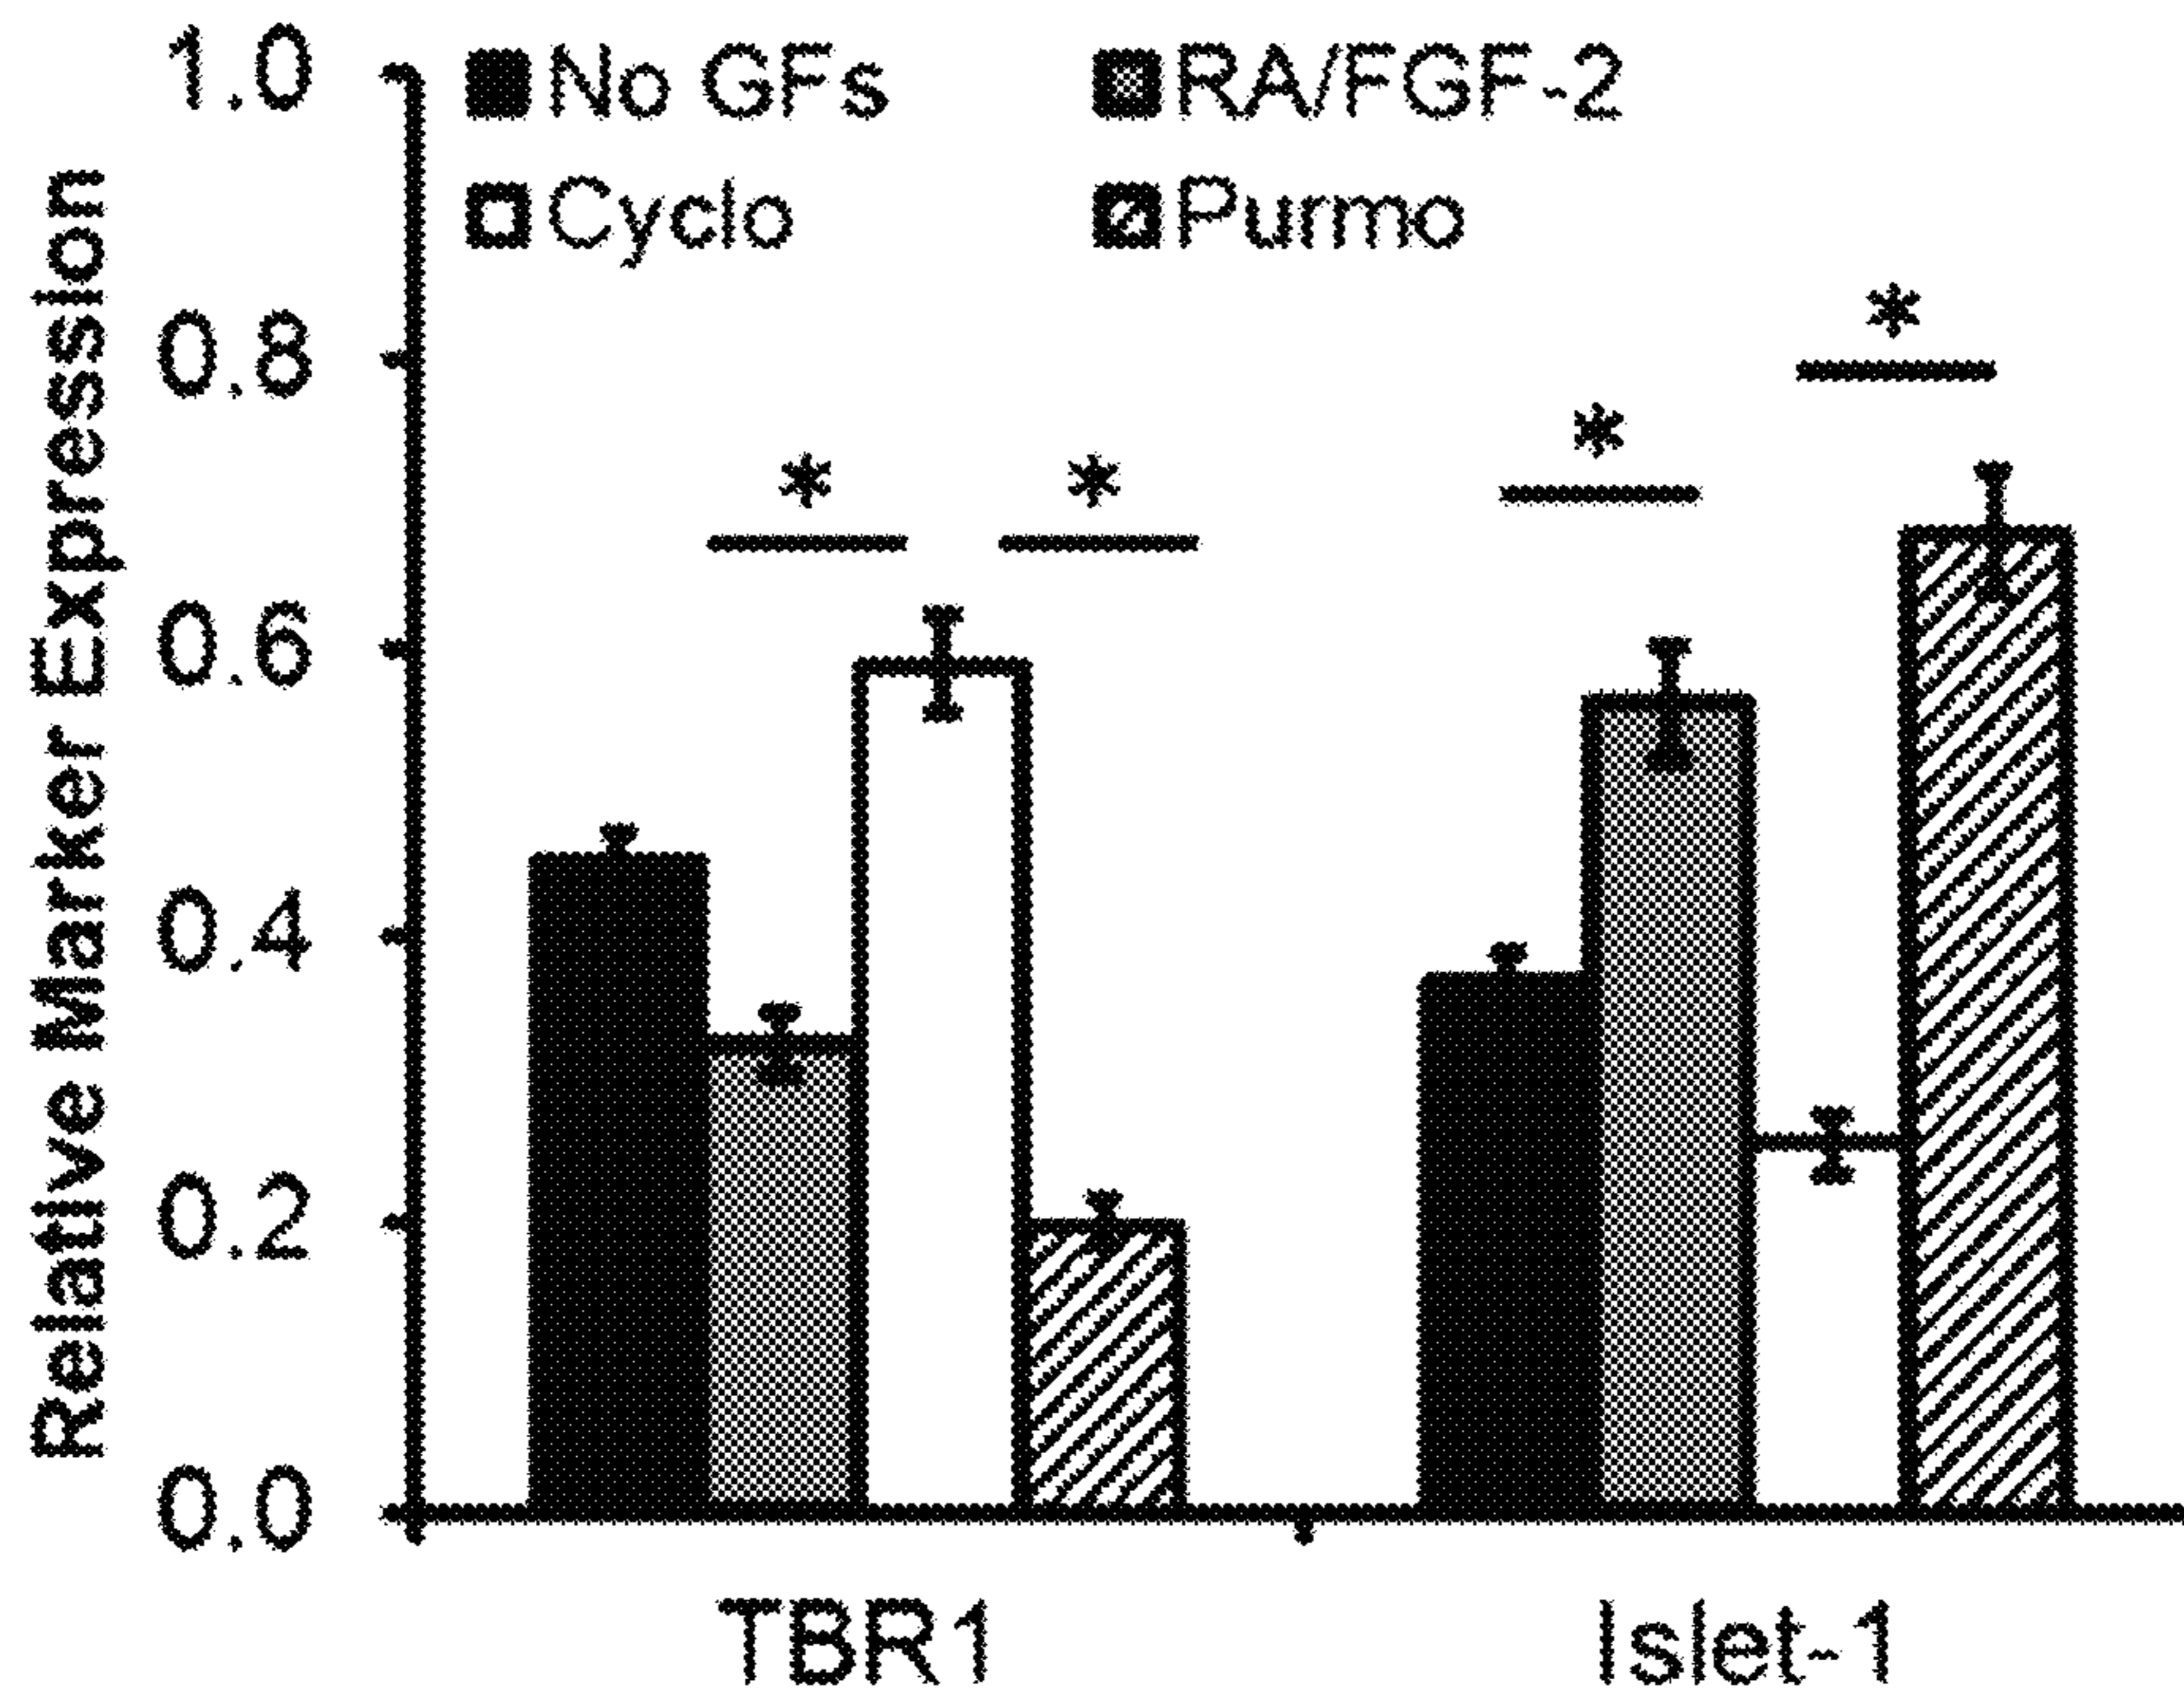 Relative Marker Expression
1.0
0.8
0.6
0.4
0.2
0.0
No GFs
RA/FGF-2
Cyclo
Purmo
*
*
*
*
TBR1
Islet-1